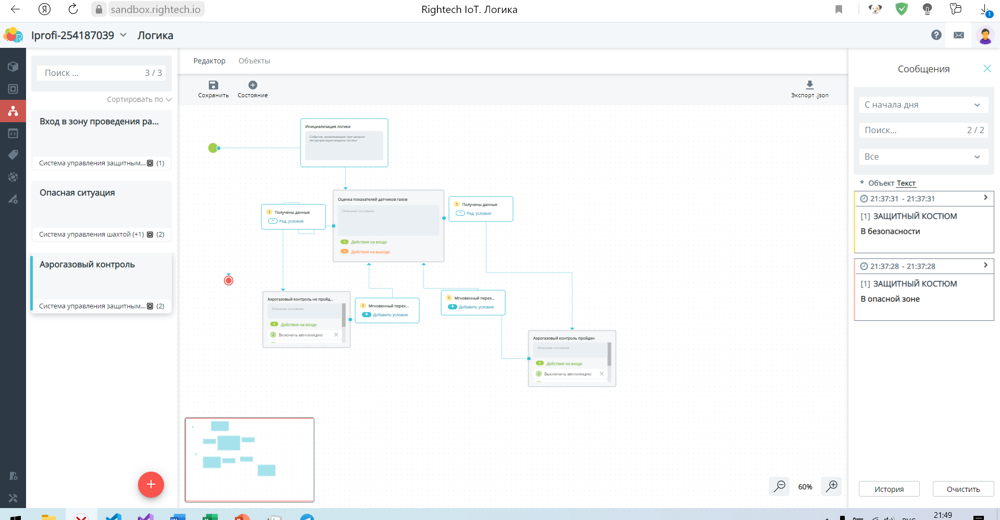 sandbox.rightech.io
Rightech IoT. Логика
1
Iprofi-254187039
Логика
Поиск ...
3 / 3
Сортировать по
Вход в зону проведения ра...
Система управления защитным... (1)
Опасная ситуация
Система управления шахтой (+1) (2)
Аэрогазовый контроль
Система управления защитным... (2)
Редактор
Объекты
Сохранить
Состояние
Экспорт .json
Инициализация логики
Событие, возникающее при запуске
интерпретации модели логики
Оценка показателей датчиков газов
Описание состояния
Действия на входе
Действия на выходе
1 Получены данные
Ред. условия
1 Получены данные
Ред. условия
Аэрогазовый контроль не пройд...
Описание состояния
Действия на входе
2 Включить вентиляцию
1 Мгновенный перех...
Добавить условия
1 Мгновенный перех...
Добавить условия
Аэрогазовый контроль пройден
Описание состояния
Действия на входе
2 Выключить вентиляцию
60%
Сообщения
С начала дня
Поиск...
2 / 2
Все
* Объект Текст
21:37:31 - 21:37:31
[1] ЗАЩИТНЫЙ КОСТЮМ
В безопасности
21:37:28 - 21:37:28
[1] ЗАЩИТНЫЙ КОСТЮМ
В опасной зоне
История
Очистить
21:49